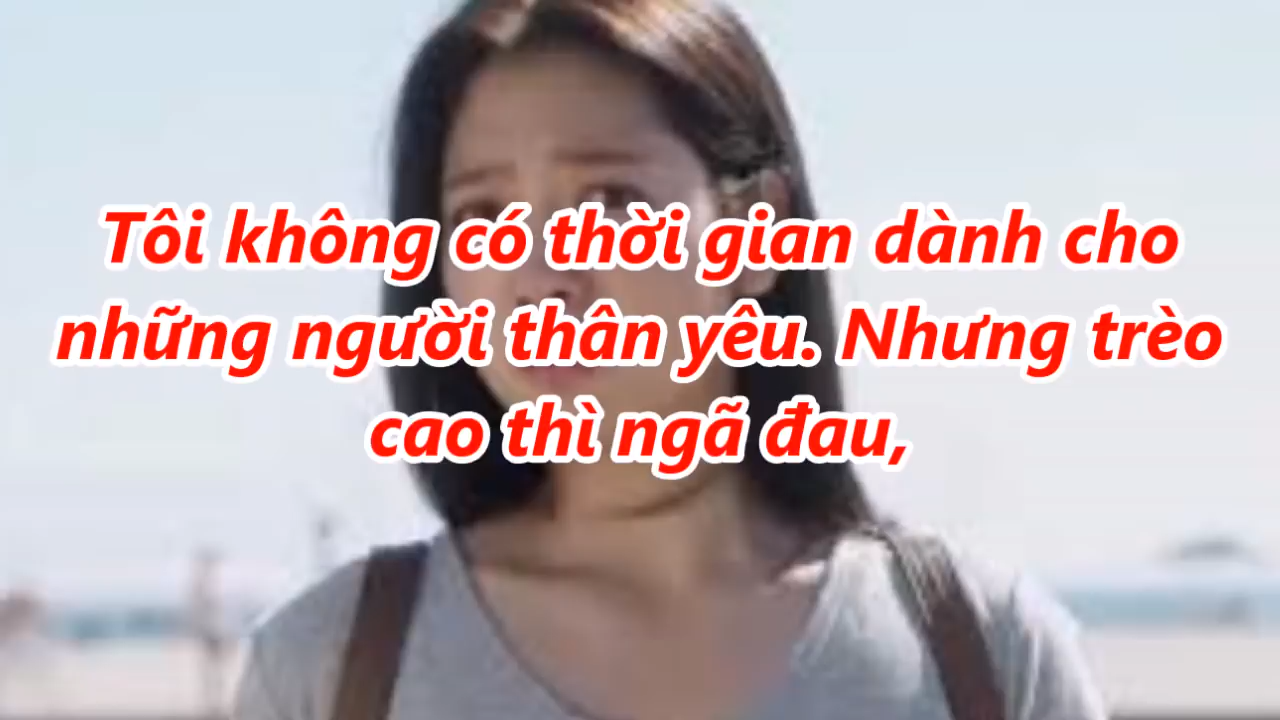 Tôi không có thời gian dành cho
những người thân yêu. Nhưng trèo
cao thì ngã đau,